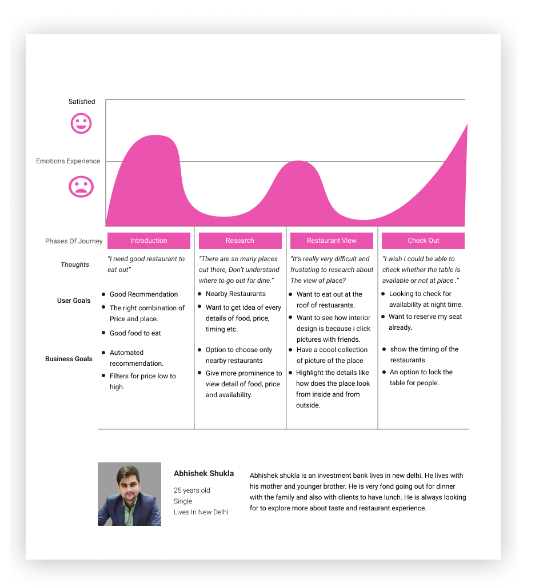 Satisfied
Emotions Experience
Phases Of Journey
Introduction
Research
Restaurant View
Check Out
Thoughts
"I need good restaurant to
eat out"
"There are so many places
out there, Don't understand
where to go out for dine."
"It's really very difficult and
frustating to research about
The view of place?
"I wish i could be able to
check whether the table is
available or not at place ."
User Goals
Good Reommendation
The right combination of
Price and place.
Good food to eat
Nearby Restaurants
Want to get idea of every
details of food, price,
timing etc.
Want to eat out at the
roof of restuarants.
Want to see how interior
design is because i click
pictures with friends.
Looking to check for
availability at night time.
Want to reserve my seat
already.
Business Goals
Automated
recommendation.
Filters for price low to
high.
Option to choose only
nearby restaurants
Give more prominence to
view detail of food, price
and availability.
Have a coool collection
of picture of the place
Highlight the details like
how does the place look
from inside and from
outside.
show the timing of the
restaurants
An option to lock the
table for people.
Abhishek Shukla
25 years old
Single
Lives In New Delhi
Abhishek shukla is an investment bank lives in new delhi. He lives with
his mother and younger brother. He is very fond going out for dinner
with the family and also with clients to have lunch. He is always looking
for to explore more about taste and restaurant experience.